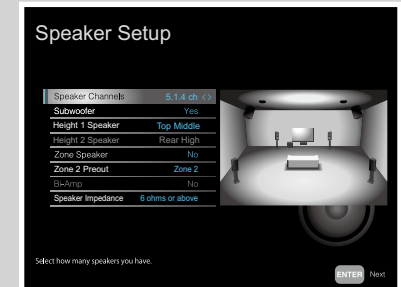 Speaker Setup
Speaker Channels 5.1.4 ch < >
Subwoofer Yes
Height 1 Speaker Top Middle
Height 2 Speaker Rear High
Zone Speaker No
Zone 2 Preout Zone 2
Bi-Amp No
Speaker Impedance 6 ohms or above
Select how many speakers you have.
ENTER Next